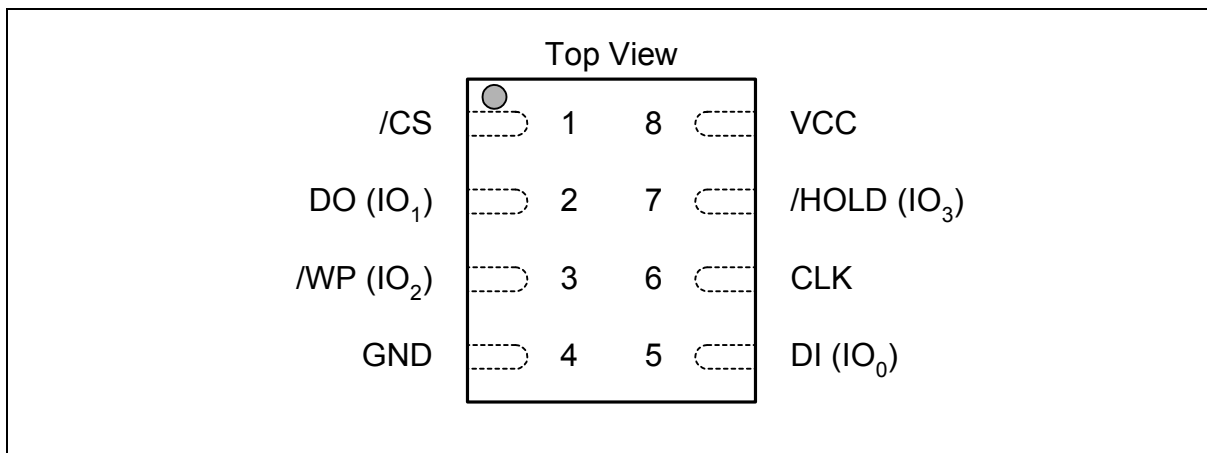 Top View
/CS 1 8 VCC
DO (IO₁) 2 7 /HOLD (IO₃)
/WP (IO₂) 3 6 CLK
GND 4 5 DI (IO₀)